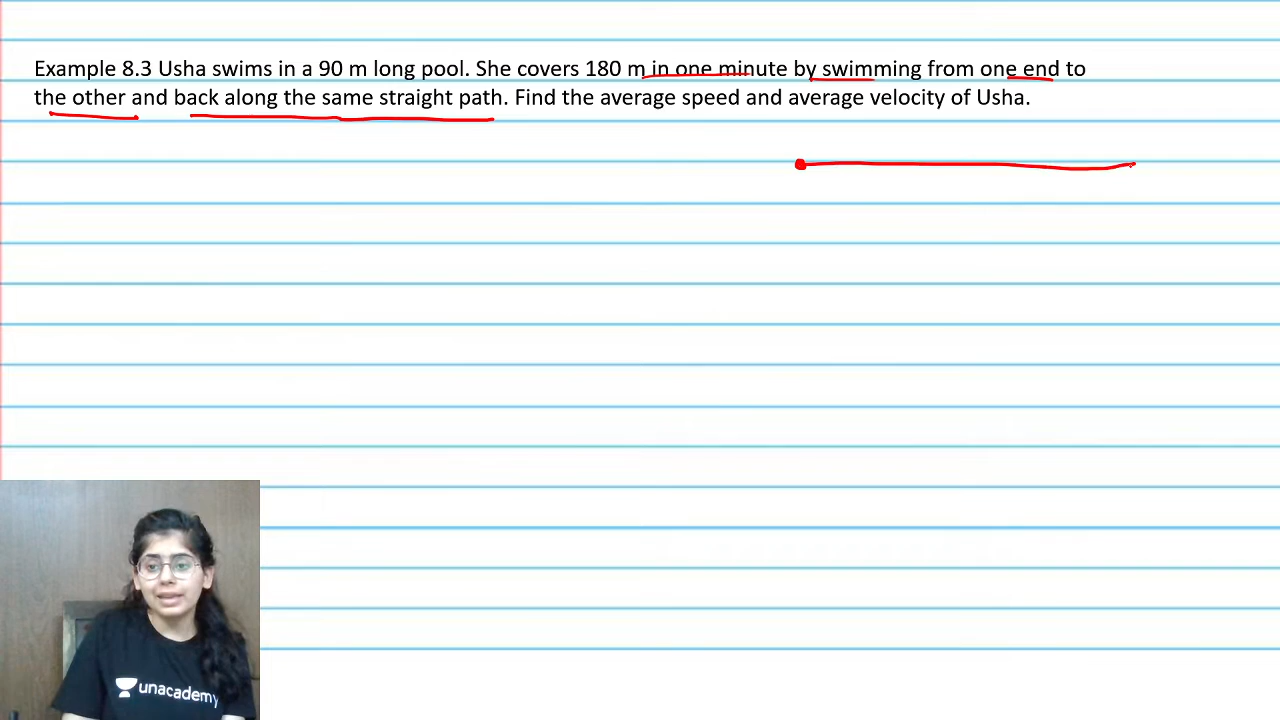 Example 8.3 Usha swims in a 90 m long pool. She covers 180 m in one minute by swimming from one end to
the other and back along the same straight path. Find the average speed and average velocity of Usha.
unacademy